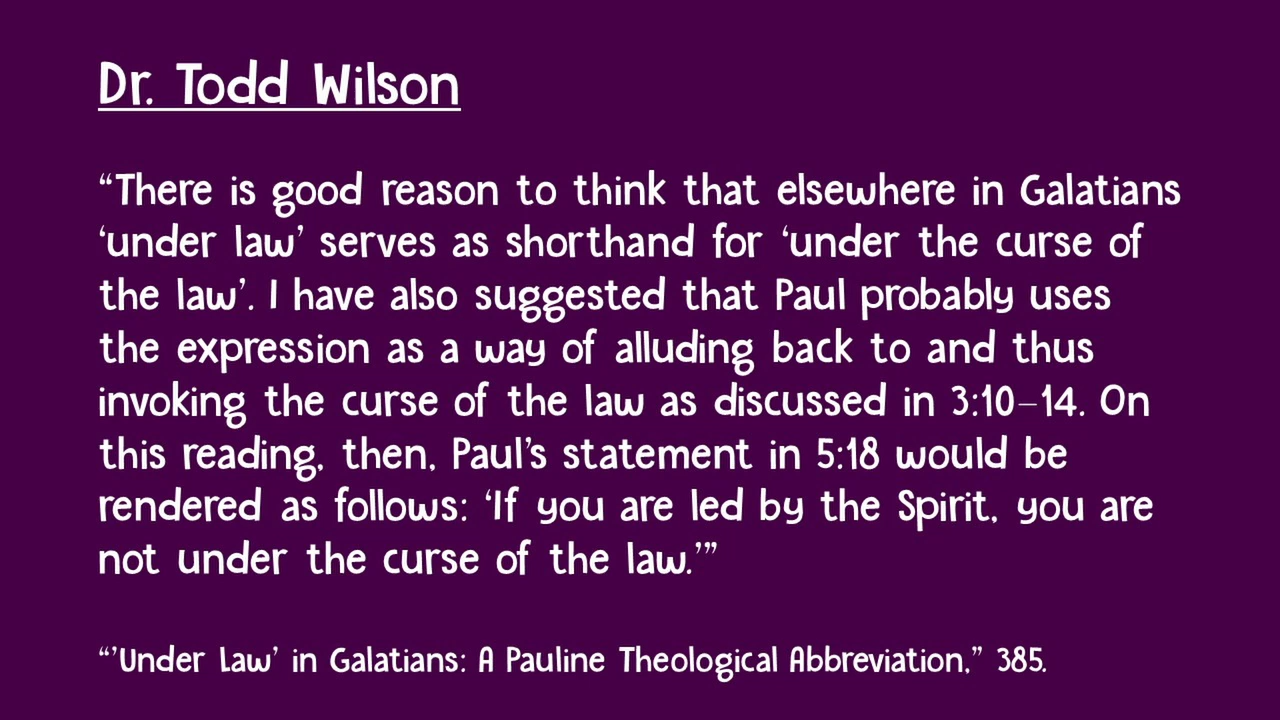 Dr. Todd Wilson
“There is good reason to think that elsewhere in Galatians
‘under law’ serves as shorthand for ‘under the curse of
the law’. I have also suggested that Paul probably uses
the expression as a way of alluding back to and thus
invoking the curse of the law as discussed in 3:10–14. On
this reading, then, Paul’s statement in 5:18 would be
rendered as follows: ‘If you are led by the Spirit, you are
not under the curse of the law.’”
“’Under Law’ in Galatians: A Pauline Theological Abbreviation,” 385.